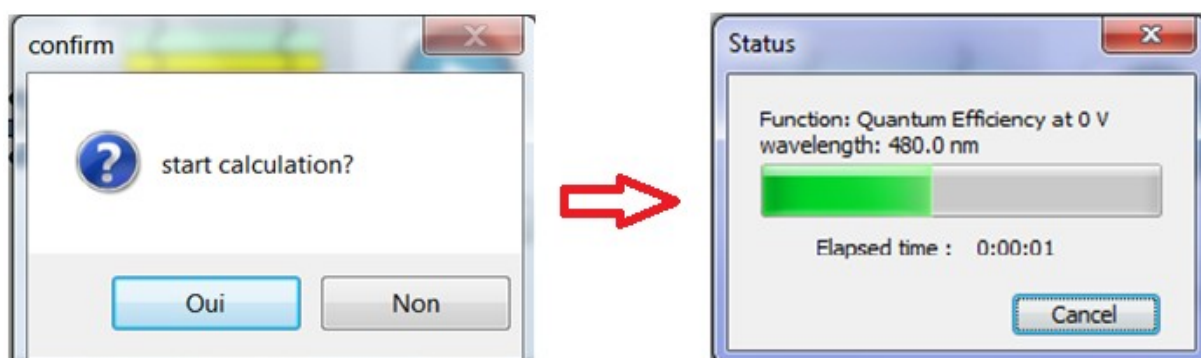 confirm
start calculation?
Oui
Non
Status
Function: Quantum Efficiency at 0 V
wavelength: 480.0 nm
Elapsed time : 0:00:01
Cancel